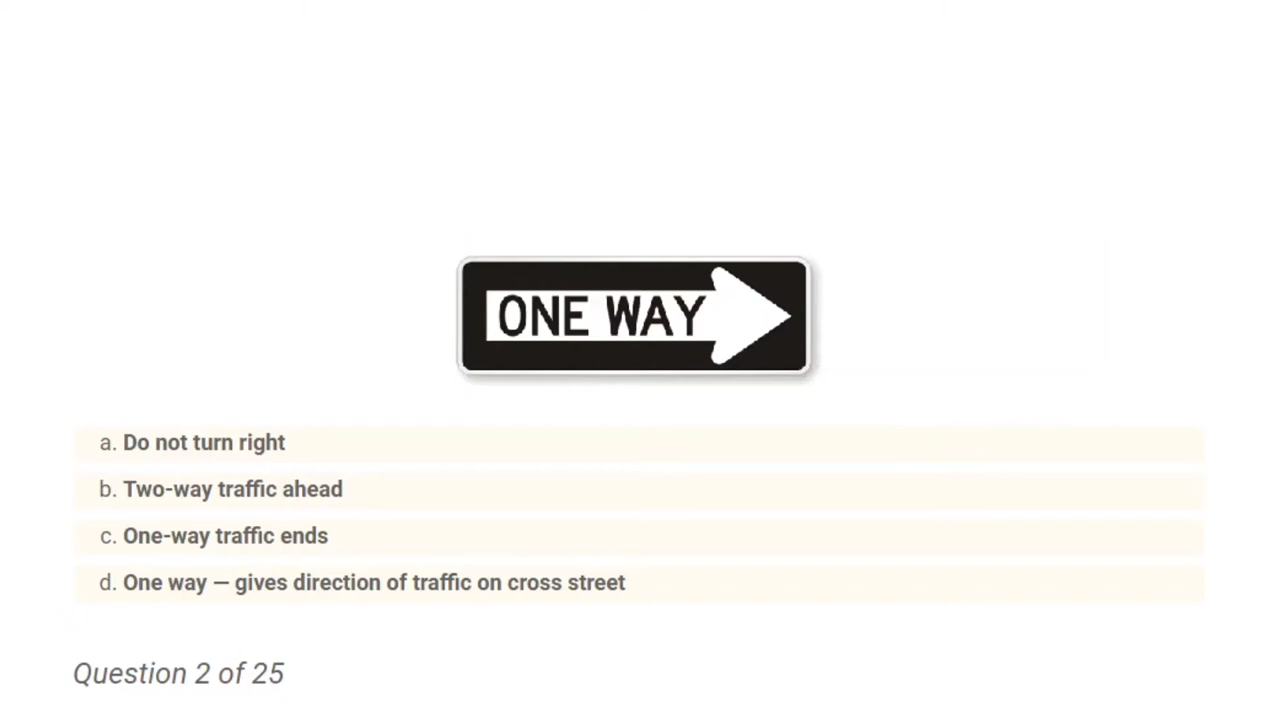 ONE WAY
a. Do not turn right
b. Two-way traffic ahead
c. One-way traffic ends
d. One way — gives direction of traffic on cross street
Question 2 of 25